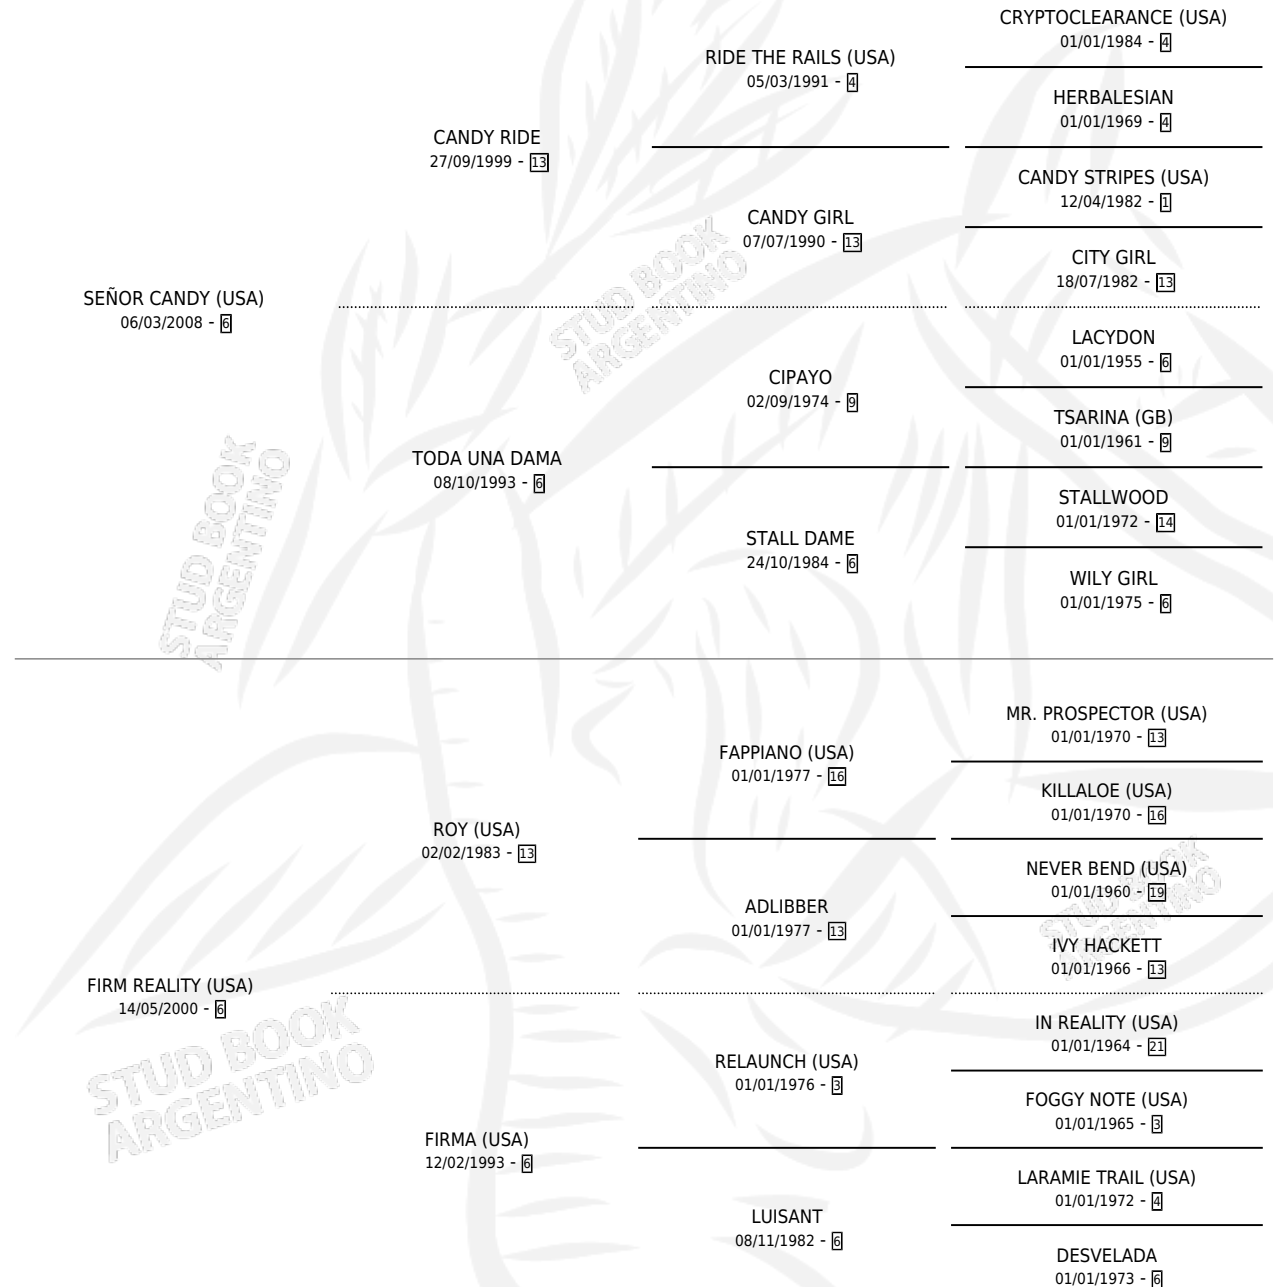 CRYPTOCLEARANCE (USA)
01/01/1984 - 4
RIDE THE RAILS (USA)
05/03/1991 - 4
HERBALESIAN
01/01/1969 - 4
CANDY RIDE
27/09/1999 - 13
CANDY STRIPES (USA)
12/04/1982 - 1
CANDY GIRL
07/07/1990 - 13
CITY GIRL
18/07/1982 - 13
SEÑOR CANDY (USA)
06/03/2008 - 6
LACYDON
01/01/1955 - 6
CIPAYO
02/09/1974 - 9
TSARINA (GB)
01/01/1961 - 9
TODA UNA DAMA
08/10/1993 - 6
STALLWOOD
01/01/1972 - 14
STALL DAME
24/10/1984 - 6
WILY GIRL
01/01/1975 - 6
MR. PROSPECTOR (USA)
01/01/1970 - 13
FAPPIANO (USA)
01/01/1977 - 16
KILLALOE (USA)
01/01/1970 - 16
ROY (USA)
02/02/1983 - 13
NEVER BEND (USA)
01/01/1960 - 19
ADLIBBER
01/01/1977 - 13
IVY HACKETT
01/01/1966 - 13
FIRM REALITY (USA)
14/05/2000 - 6
IN REALITY (USA)
01/01/1964 - 21
RELAUNCH (USA)
01/01/1976 - 3
FOGGY NOTE (USA)
01/01/1965 - 3
FIRMA (USA)
12/02/1993 - 6
LARAMIE TRAIL (USA)
01/01/1972 - 4
LUISANT
08/11/1982 - 6
DESVELADA
01/01/1973 - 6
STUD BOOK
ARGENTINO
STUD BOOK
ARGENTINO
STUD BOOK
ARGENTINO
STUD BOOK
ARGENTINO